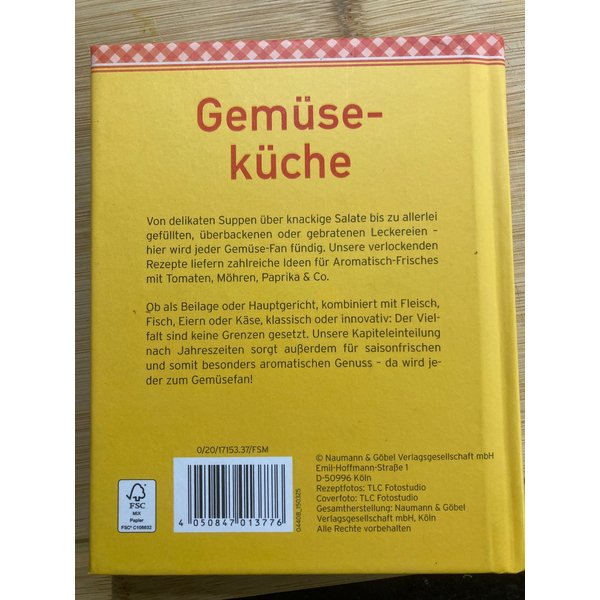 Gemüse-
küche
Von delikaten Suppen über knackige Salate bis zu allerlei
gefüllten, überbackenen oder gebratenen Leckereien –
hier wird jeder Gemüse-Fan fündig. Unsere verlockenden
Rezepte liefern zahlreiche Ideen für Aromatisch-Frisches
mit Tomaten, Möhren, Paprika & Co.
Ob als Beilage oder Hauptgericht, kombiniert mit Fleisch,
Fisch, Eiern oder Käse, klassisch oder innovativ: Der Viel-
falt sind keine Grenzen gesetzt. Unsere Kapiteleinteilung
nach Jahreszeiten sorgt außerdem für saisonfrischen
und somit besonders aromatischen Genuss – da wird je-
der zum Gemüsefan!
0/20/17153.37/FSM
FSC
MIX
Papier
FSC® C106632
4 050847 013776
04408_150325
© Naumann & Göbel Verlagsgesellschaft mbH
Emil-Hoffmann-Straße 1
D-50996 Köln
Rezeptfotos: TLC Fotostudio
Coverfoto: TLC Fotostudio
Gesamtherstellung: Naumann & Göbel
Verlagsgesellschaft mbH, Köln
Alle Rechte vorbehalten